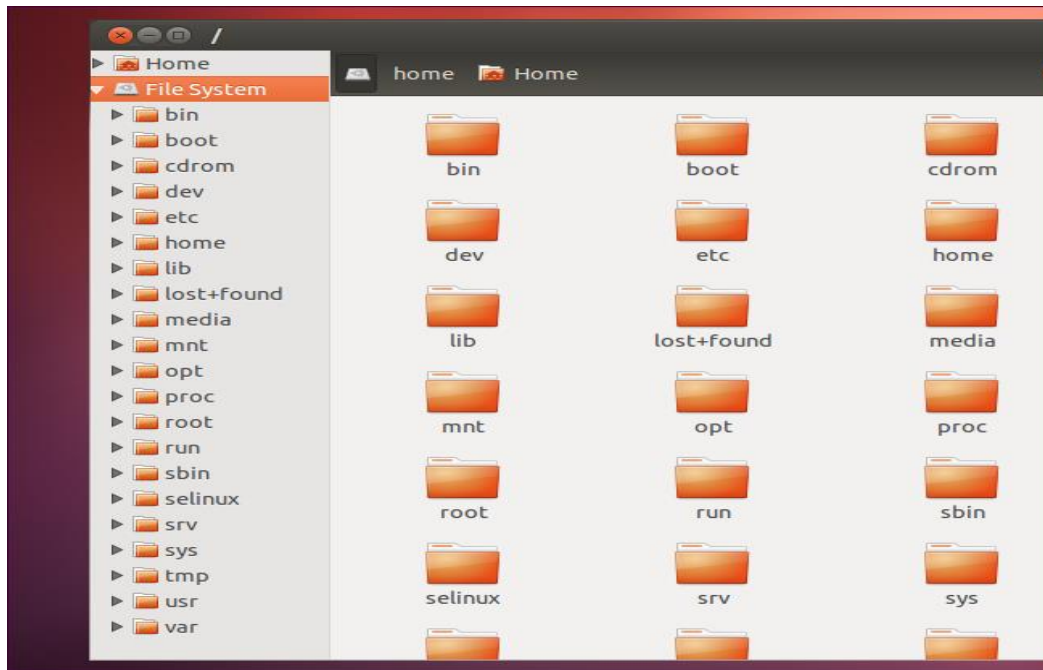 /
Home
File System
bin
boot
cdrom
dev
etc
home
lib
lost+found
media
mnt
opt
proc
root
run
sbin
selinux
srv
sys
tmp
usr
var
home Home
bin boot cdrom
dev etc home
lib lost+found media
mnt opt proc
root run sbin
selinux srv sys